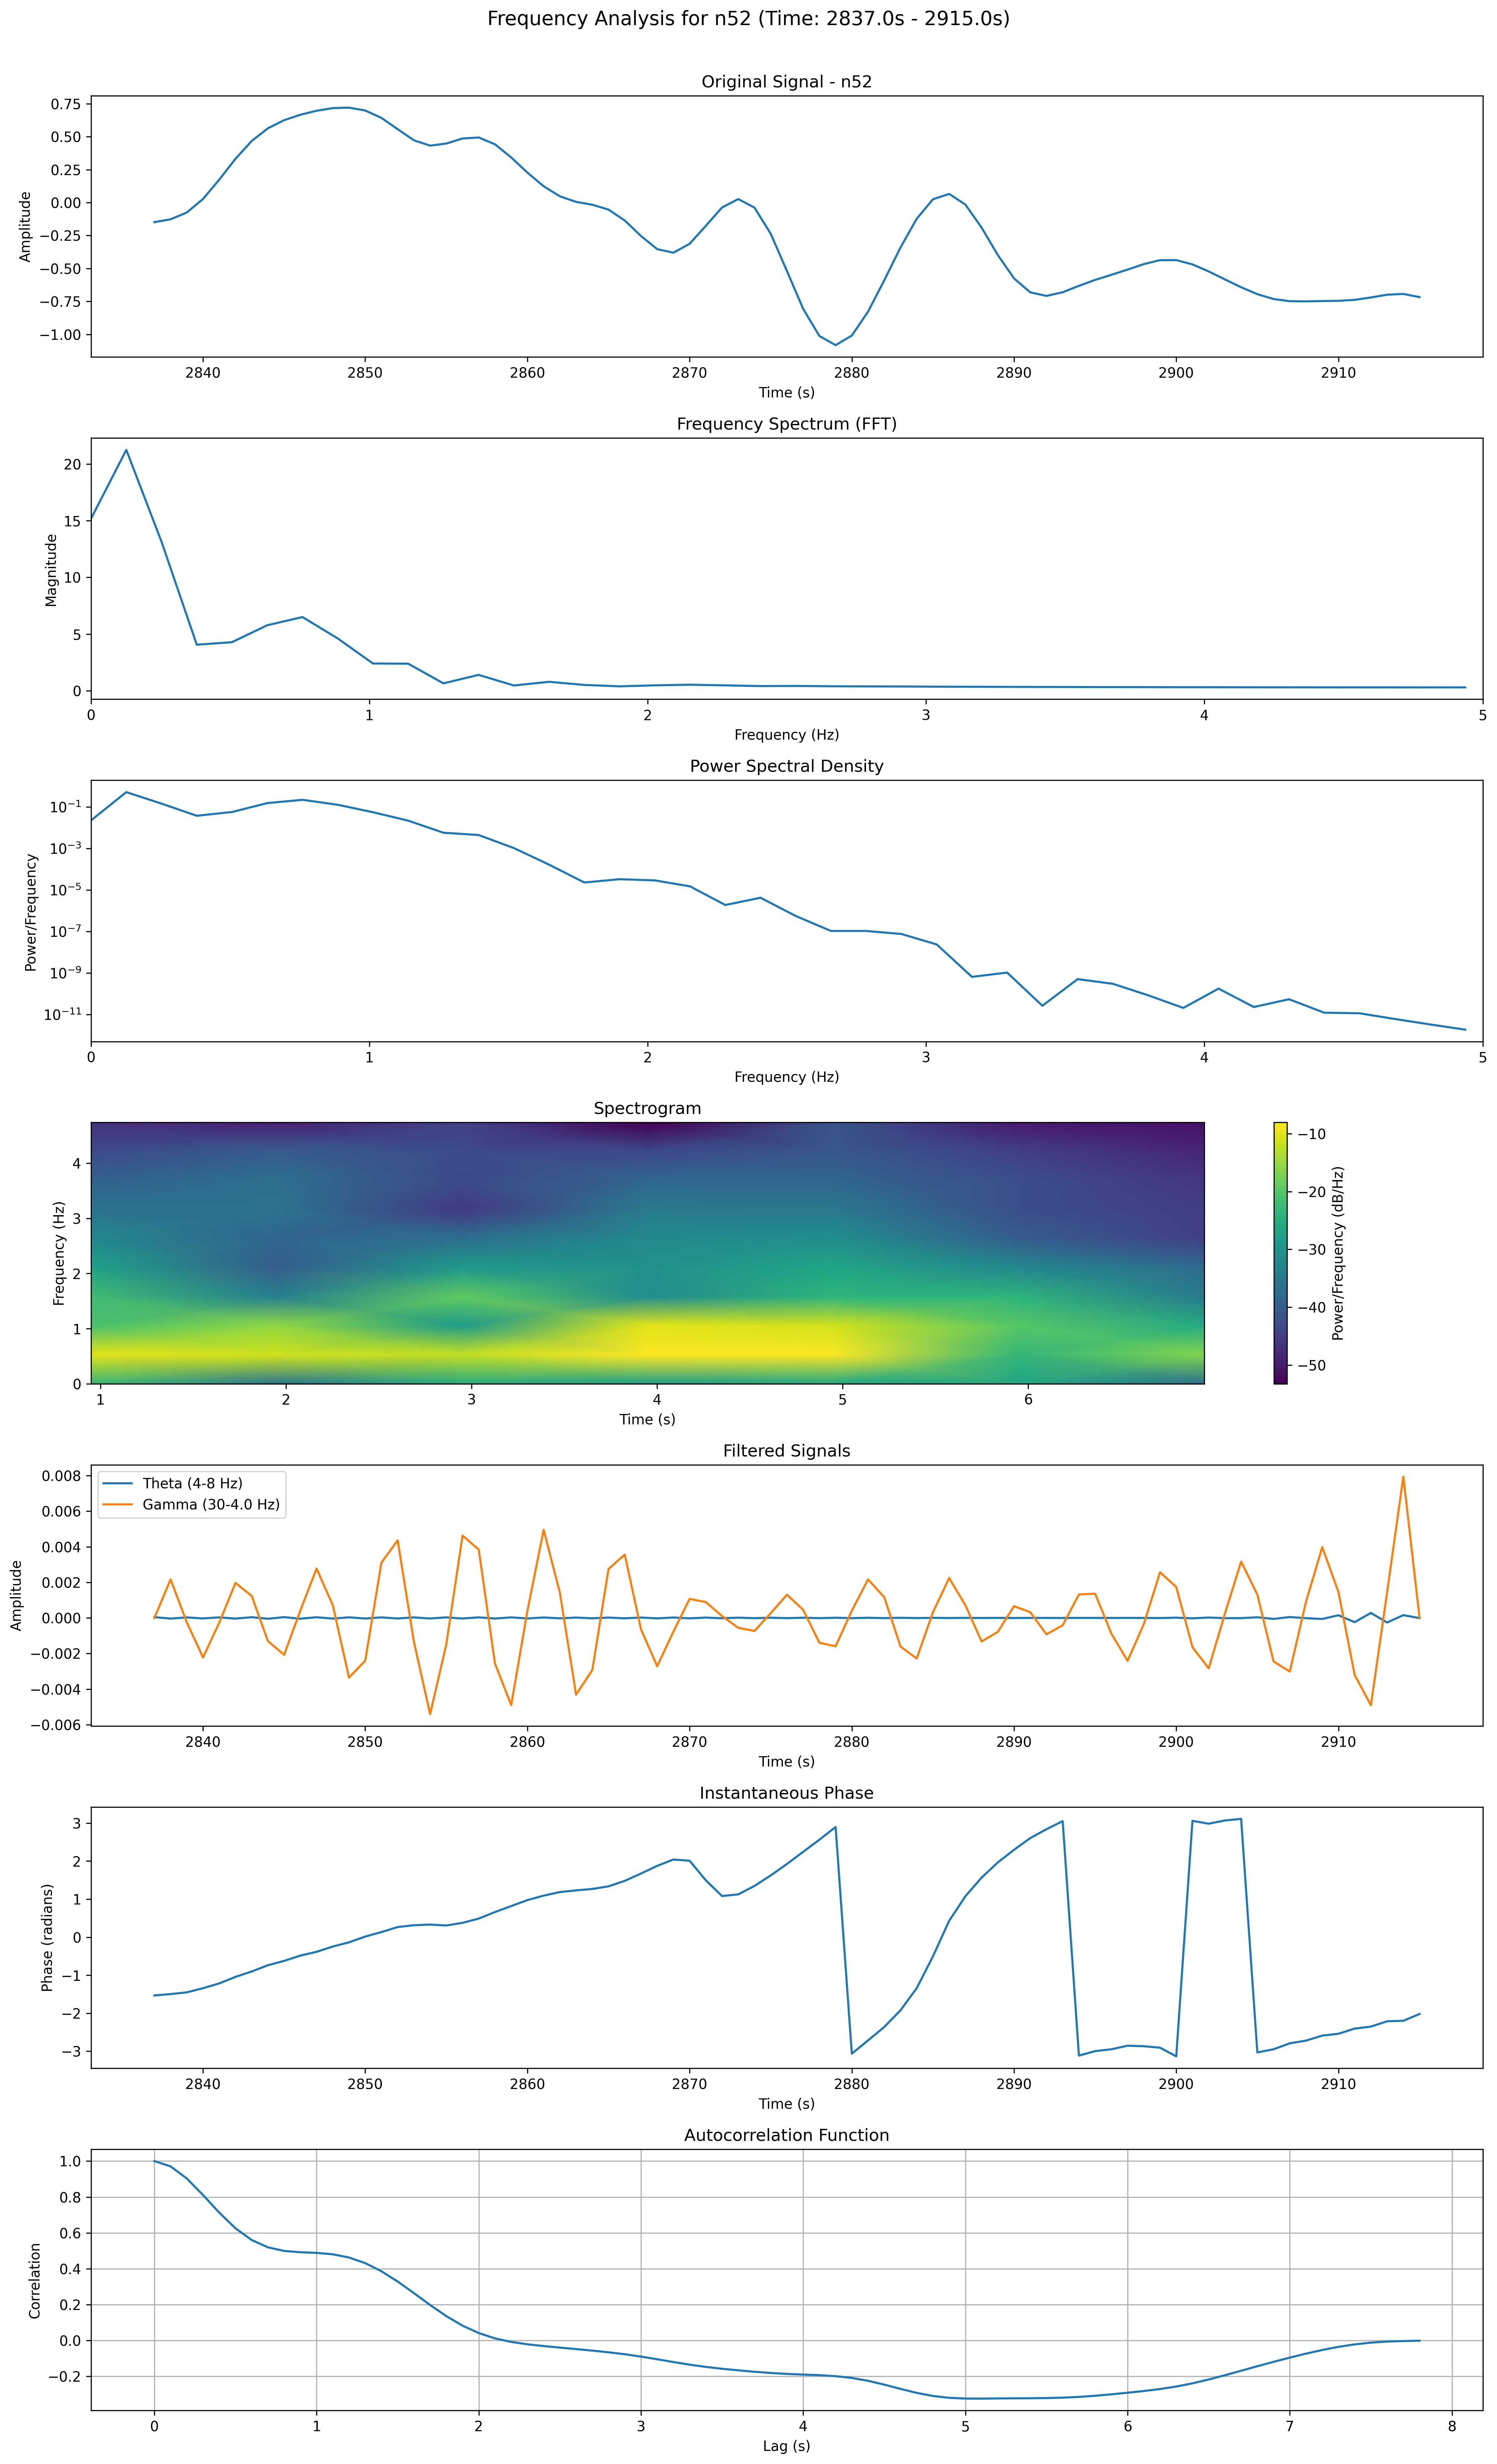 Frequency Analysis for n52 (Time: 2837.0s - 2915.0s)
Original Signal - n52
0.75
0.50
0.25
0.00
−0.25
−0.50
−0.75
−1.00
Amplitude
2840 2850 2860 2870 2880 2890 2900 2910
Time (s)
Frequency Spectrum (FFT)
20
15
10
5
0
Magnitude
0 1 2 3 4 5
Frequency (Hz)
Power Spectral Density
10⁻¹
10⁻³
10⁻⁵
10⁻⁷
10⁻⁹
10⁻¹¹
Power/Frequency
0 1 2 3 4 5
Frequency (Hz)
Spectrogram
4
3
2
1
0
Frequency (Hz)
1 2 3 4 5 6
Time (s)
−10
−20
−30
−40
−50
Power/Frequency (dB/Hz)
Filtered Signals
Theta (4-8 Hz)
Gamma (30-4.0 Hz)
0.008
0.006
0.004
0.002
0.000
−0.002
−0.004
−0.006
Amplitude
2840 2850 2860 2870 2880 2890 2900 2910
Time (s)
Instantaneous Phase
3
2
1
0
−1
−2
−3
Phase (radians)
2840 2850 2860 2870 2880 2890 2900 2910
Time (s)
Autocorrelation Function
1.0
0.8
0.6
0.4
0.2
0.0
−0.2
Correlation
0 1 2 3 4 5 6 7 8
Lag (s)